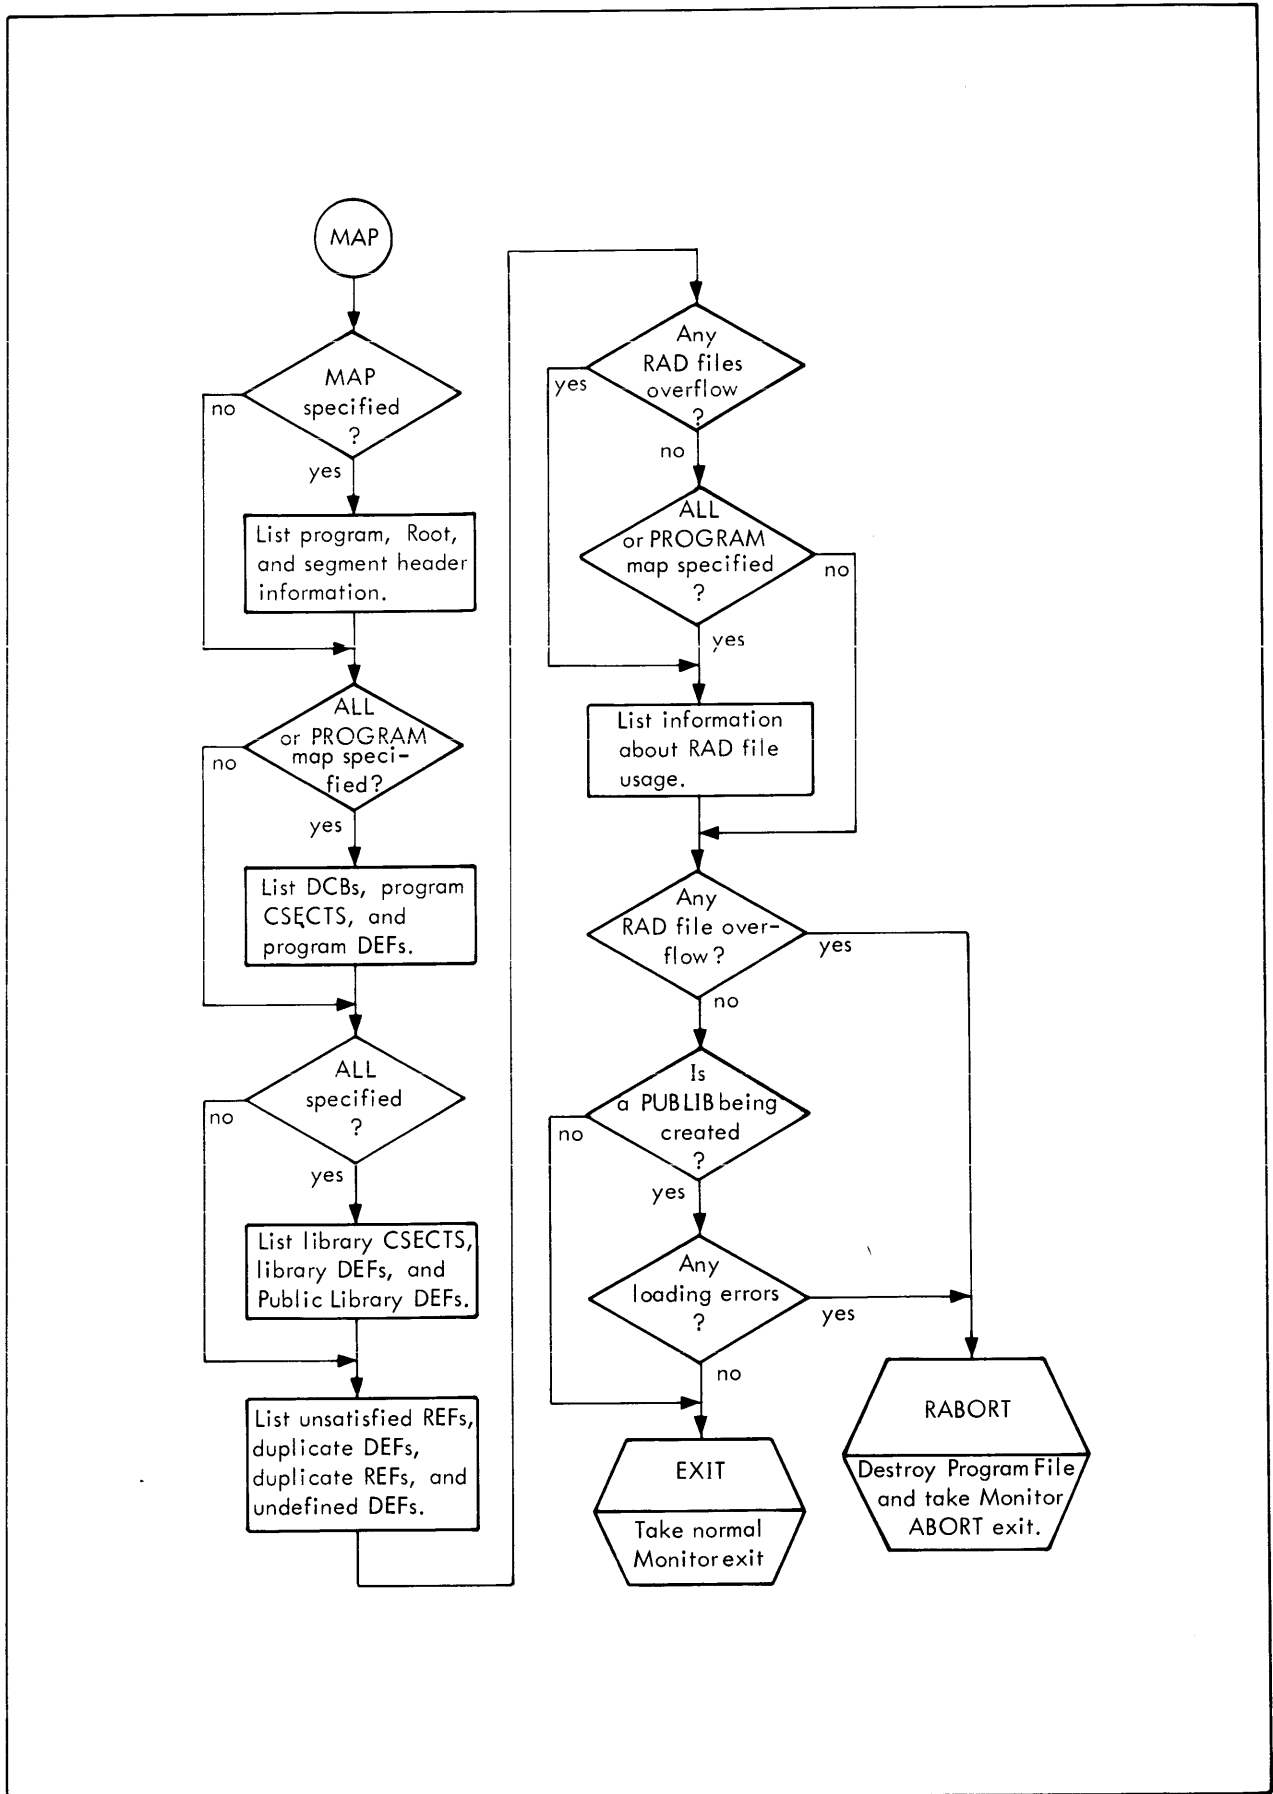 MAP
MAP
specified
?
no
yes
List program, Root,
and segment header
information.
ALL
or PROGRAM
map speci-
fied?
no
yes
List DCBs, program
CSECTS, and
program DEFs.
ALL
specified
?
no
yes
List library CSECTS,
library DEFs, and
Public Library DEFs.
List unsatisfied REFs,
duplicate DEFs,
duplicate REFs, and
undefined DEFs.
Any
RAD files
overflow
?
yes
no
ALL
or PROGRAM
map specified
?
no
yes
List information
about RAD file
usage.
Any
RAD file over-
flow?
yes
no
Is
a PUBLIB being
created
?
no
yes
Any
loading errors
?
yes
no
EXIT
Take normal
Monitor exit
RABORT
Destroy Program File
and take Monitor
ABORT exit.